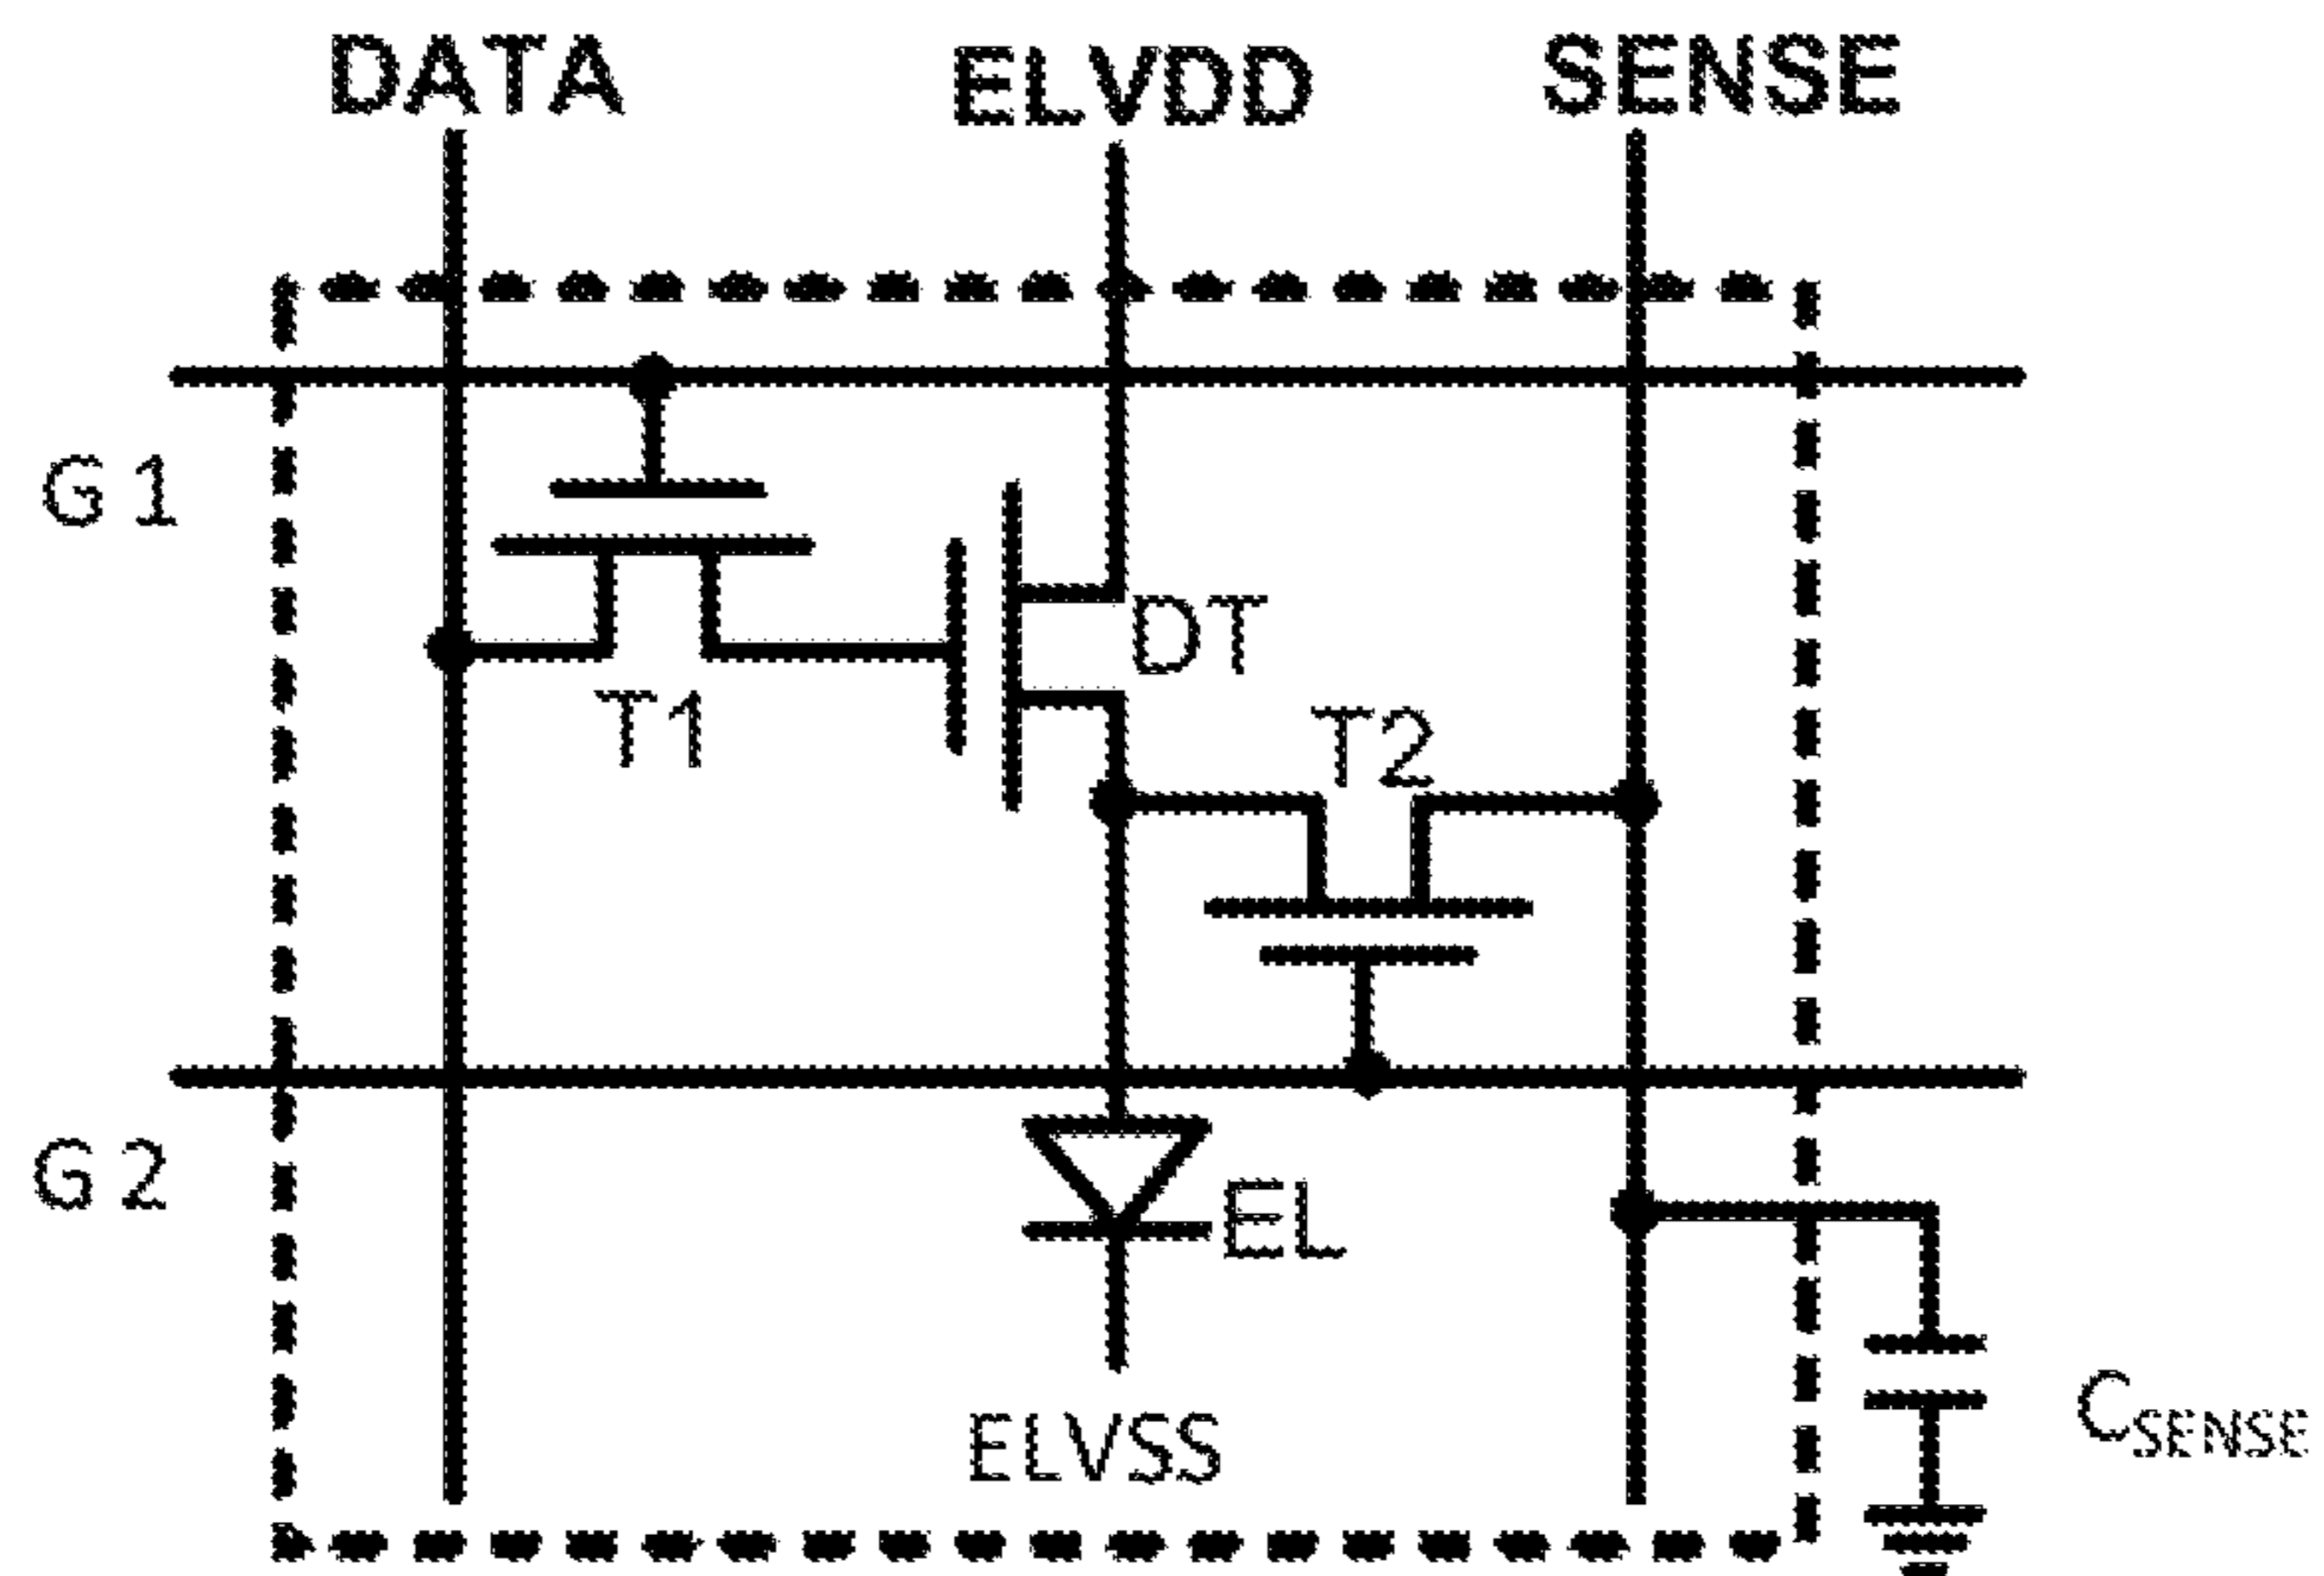 DATA ELVDD SENSE
G1
DT
T1 T2
G2
EL
ELVSS
CSENSE